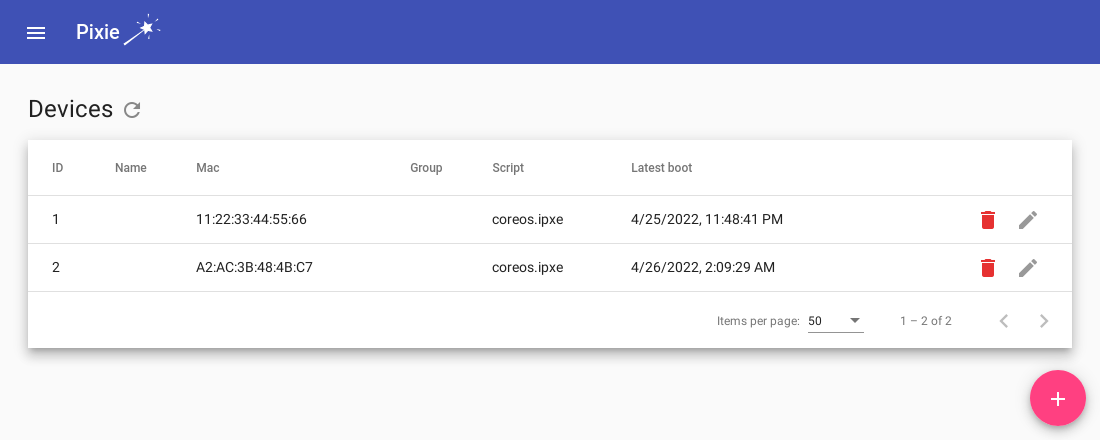 Pixie
Devices
ID Name Mac Group Script Latest boot
1 11:22:33:44:55:66 coreos.ipxe 4/25/2022, 11:48:41 PM
2 A2:AC:3B:48:4B:C7 coreos.ipxe 4/26/2022, 2:09:29 AM
Items per page: 50 1 – 2 of 2